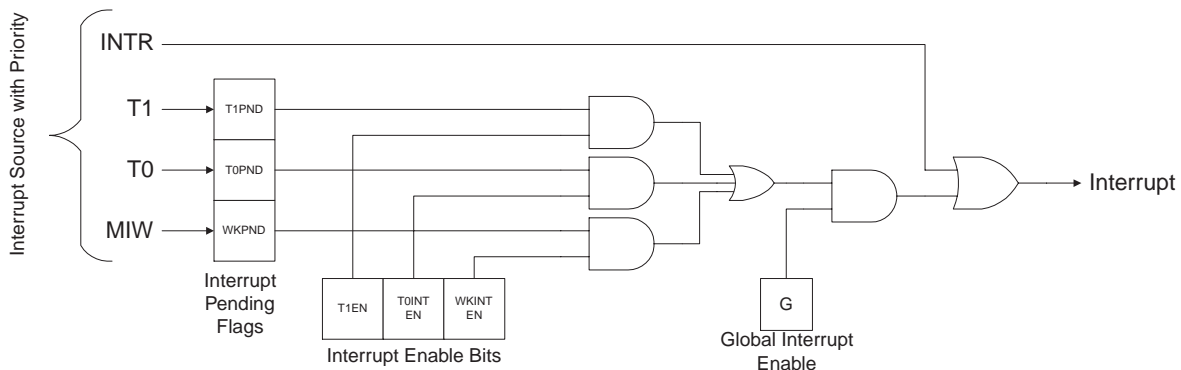 Interrupt Source with Priority
INTR
T1
T1PND
T0
T0PND
MIW
WKPND
Interrupt
Pending
Flags
T1EN
T0INT
EN
WKINT
EN
Interrupt Enable Bits
G
Global Interrupt
Enable
Interrupt